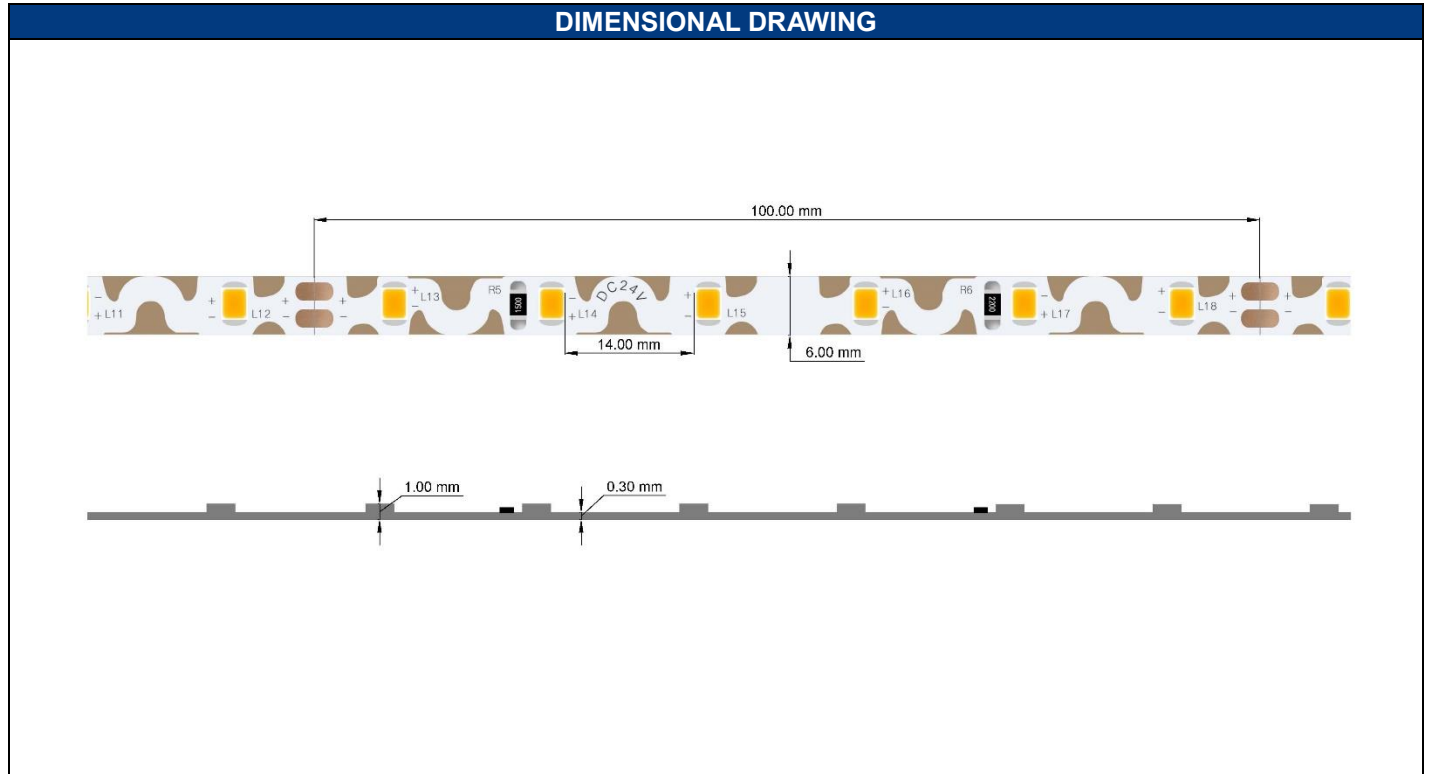 DIMENSIONAL DRAWING
100.00 mm
- + L11
+ - L12
+ -
+ -
+ - L13
R5
1500
- + L14
DC24V
+ - L15
+ - L16
R6
2200
- + L17
+ - L18
+ -
+ -
14.00 mm
6.00 mm
1.00 mm
0.30 mm